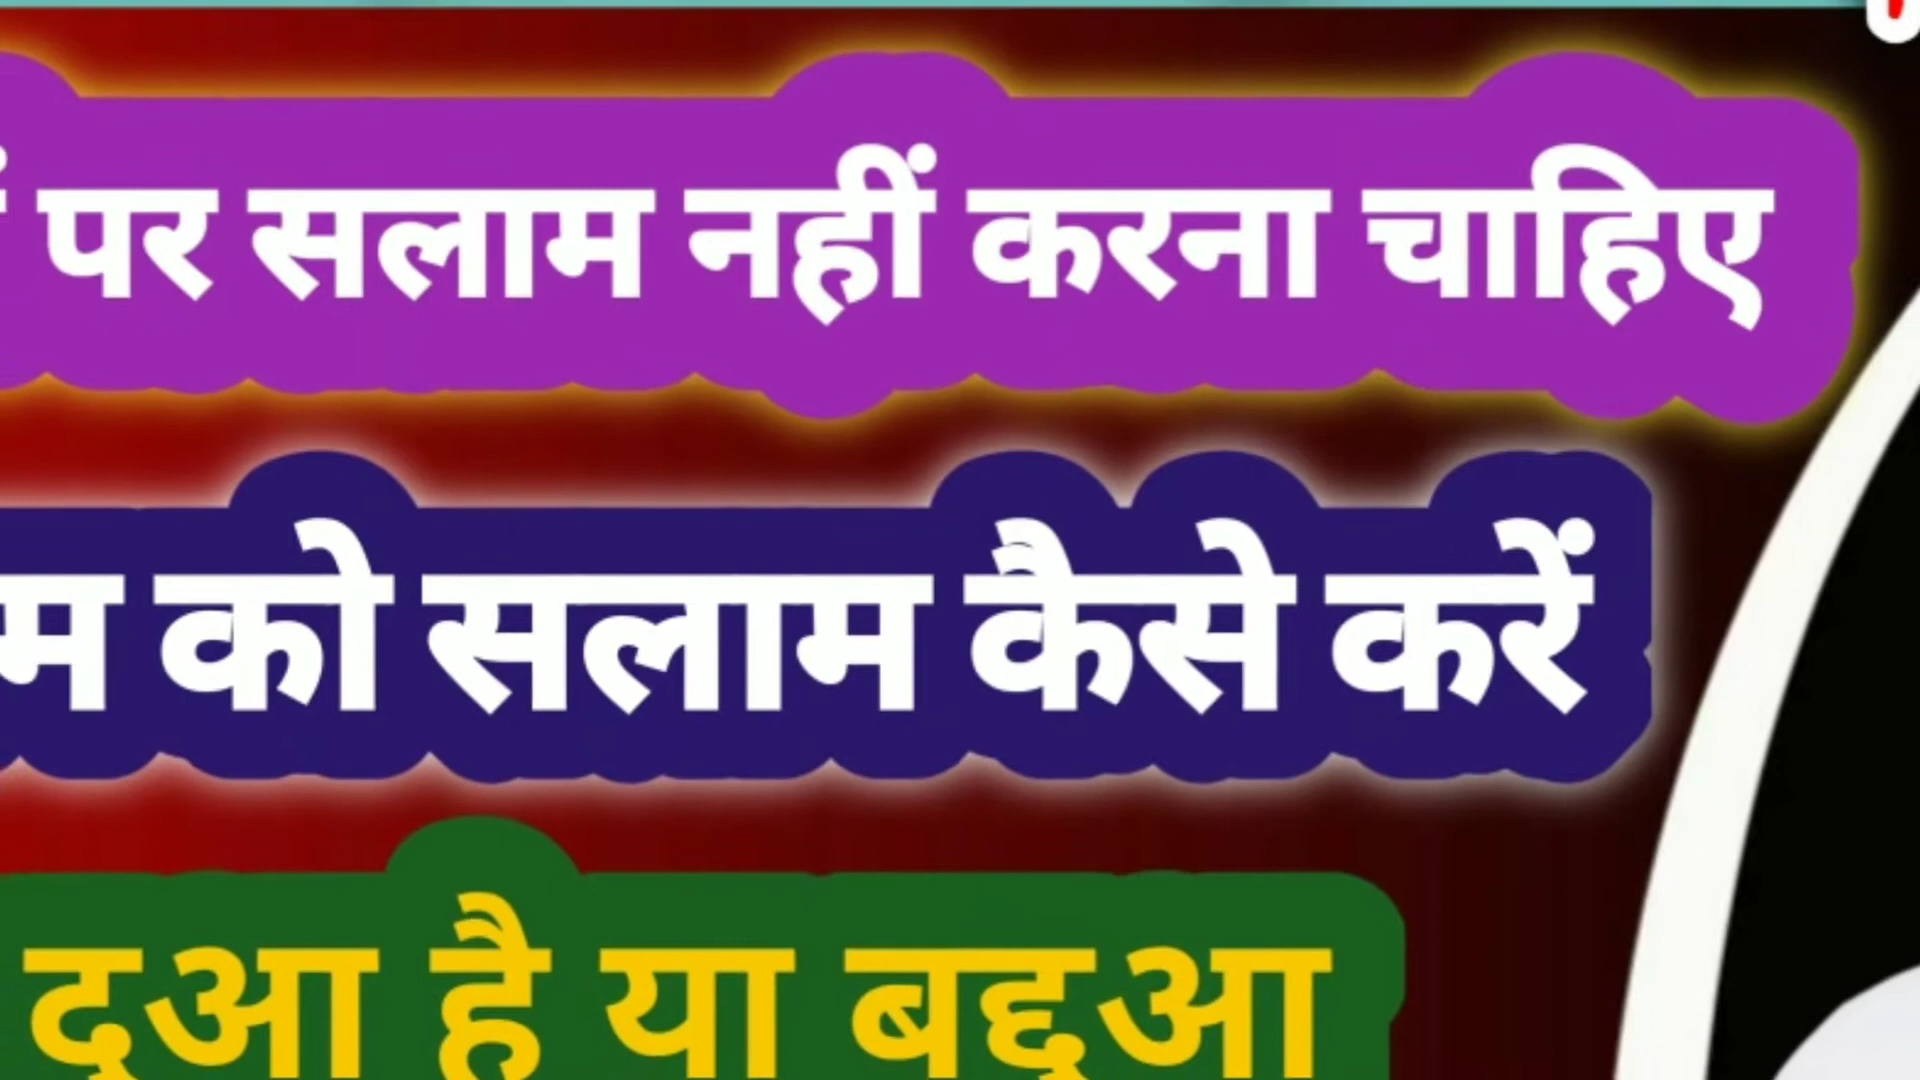 पर सलाम नहीं करना चाहिए
को सलाम कैसे करें
दुआ है या बद्दुआ